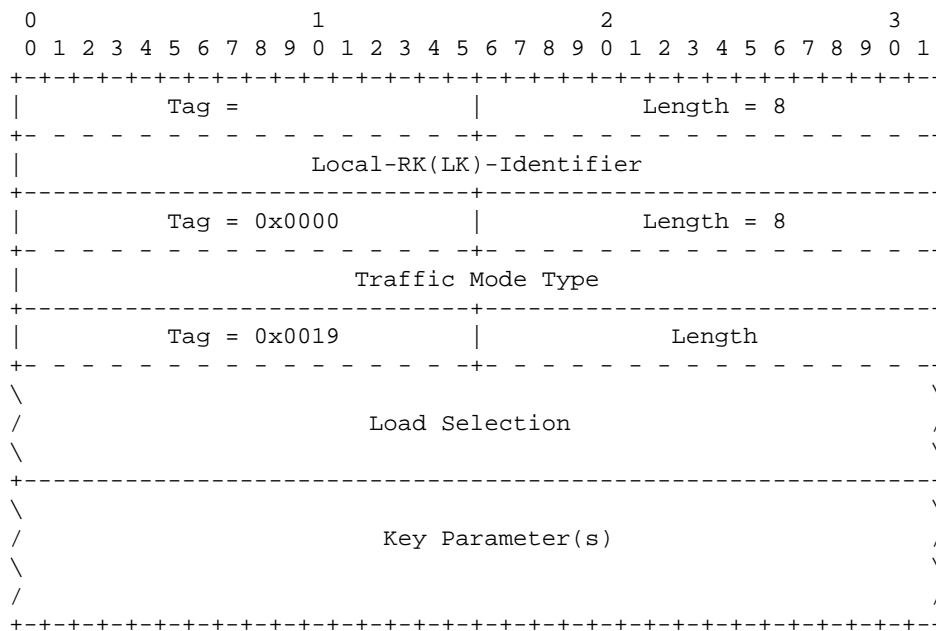 0                   1                   2                   3
 0 1 2 3 4 5 6 7 8 9 0 1 2 3 4 5 6 7 8 9 0 1 2 3 4 5 6 7 8 9 0 1
+-+-+-+-+-+-+-+-+-+-+-+-+-+-+-+-+-+-+-+-+-+-+-+-+-+-+-+-+-+-+-+--
|          Tag =                |           Length = 8
+- - - - - - - - - - - - - - - -+- - - - - - - - - - - - - - - --
|                    Local-RK(LK)-Identifier
+-------------------------------+--------------------------------
|          Tag = 0x0000         |           Length = 8
+- - - - - - - - - - - - - - - -+- - - - - - - - - - - - - - - --
|                       Traffic Mode Type
+-------------------------------+--------------------------------
|          Tag = 0x0019         |             Length
+- - - - - - - - - - - - - - - -+- - - - - - - - - - - - - - - --
\                                                               \
/                        Load Selection                         /
\                                                               \
+----------------------------------------------------------------
\                                                               \
/                         Key Parameter(s)                      /
\                                                               \
/                                                               /
+-+-+-+-+-+-+-+-+-+-+-+-+-+-+-+-+-+-+-+-+-+-+-+-+-+-+-+-+-+-+-+--